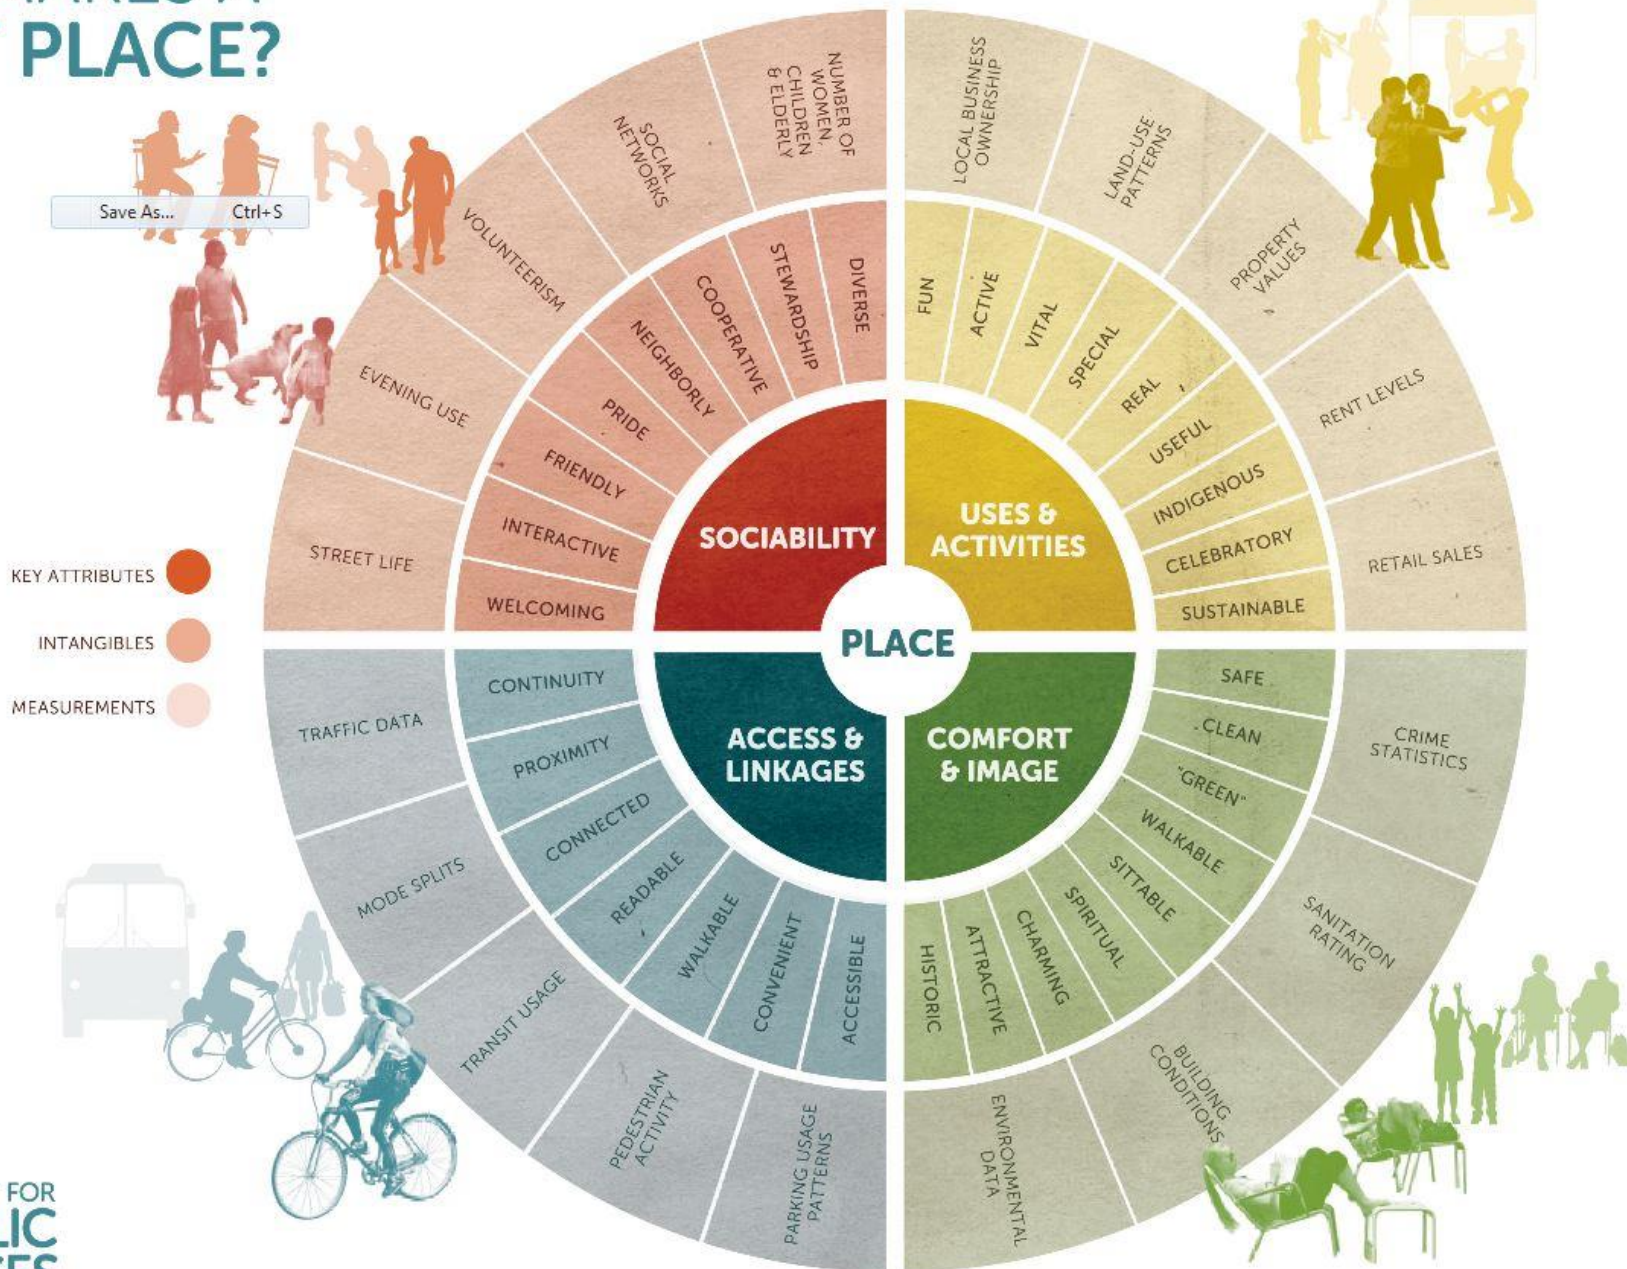 PLACE?
Save As... Ctrl+S
KEY ATTRIBUTES
INTANGIBLES
MEASUREMENTS
PLACE
SOCIABILITY
DIVERSE
STEWARDSHIP
COOPERATIVE
NEIGHBORLY
PRIDE
FRIENDLY
INTERACTIVE
WELCOMING
NUMBER OF
WOMEN,
CHILDREN
& ELDERLY
SOCIAL
NETWORKS
VOLUNTEERISM
EVENING USE
STREET LIFE
USES &
ACTIVITIES
FUN
ACTIVE
VITAL
SPECIAL
REAL
USEFUL
INDIGENOUS
CELEBRATORY
SUSTAINABLE
LOCAL BUSINESS
OWNERSHIP
LAND-USE
PATTERNS
PROPERTY
VALUES
RENT LEVELS
RETAIL SALES
ACCESS &
LINKAGES
CONTINUITY
PROXIMITY
CONNECTED
READABLE
WALKABLE
CONVENIENT
ACCESSIBLE
TRAFFIC DATA
MODE SPLITS
TRANSIT USAGE
PEDESTRIAN
ACTIVITY
PARKING USAGE
PATTERNS
COMFORT
& IMAGE
SAFE
CLEAN
"GREEN"
WALKABLE
SITTABLE
SPIRITUAL
CHARMING
ATTRACTIVE
HISTORIC
CRIME
STATISTICS
SANITATION
RATING
BUILDING
CONDITIONS
ENVIRONMENTAL
DATA
FOR